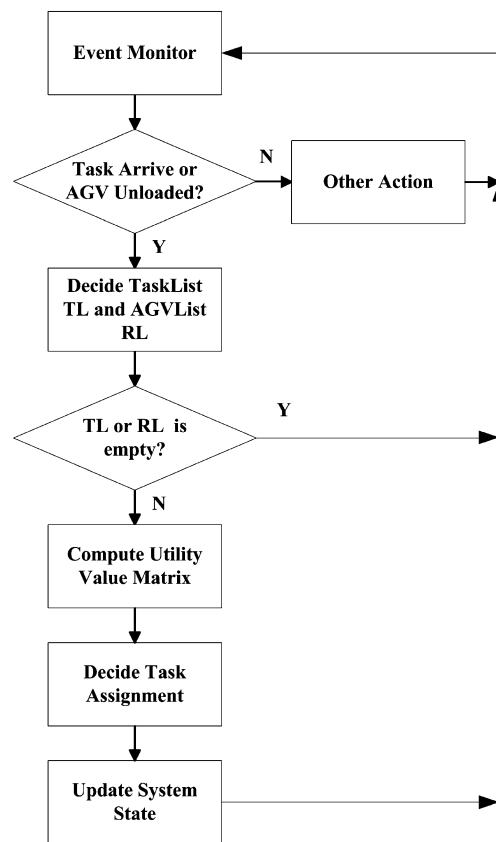 Event Monitor
Task Arrive or
AGV Unloaded?
N
Other Action
Y
Decide TaskList
TL and AGVList
RL
TL or RL is
empty?
Y
N
Compute Utility
Value Matrix
Decide Task
Assignment
Update System
State